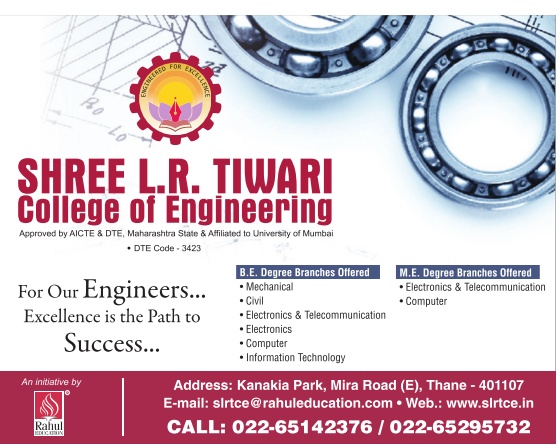 ENGINEERED FOR EXCELLENCE
SHREE L.R. TIWARI
College of Engineering
Approved by AICTE & DTE, Maharashtra State & Affiliated to University of Mumbai
• DTE Code - 3423
For Our Engineers...
Excellence is the Path to
Success...
B.E. Degree Branches Offered
• Mechanical
• Civil
• Electronics & Telecommunication
• Electronics
• Computer
• Information Technology
M.E. Degree Branches Offered
• Electronics & Telecommunication
• Computer
An initiative by
Rahul
EDUCATION
Address: Kanakia Park, Mira Road (E), Thane - 401107
E-mail: slrtce@rahuleducation.com • Web.: www.slrtce.in
CALL: 022-65142376 / 022-65295732